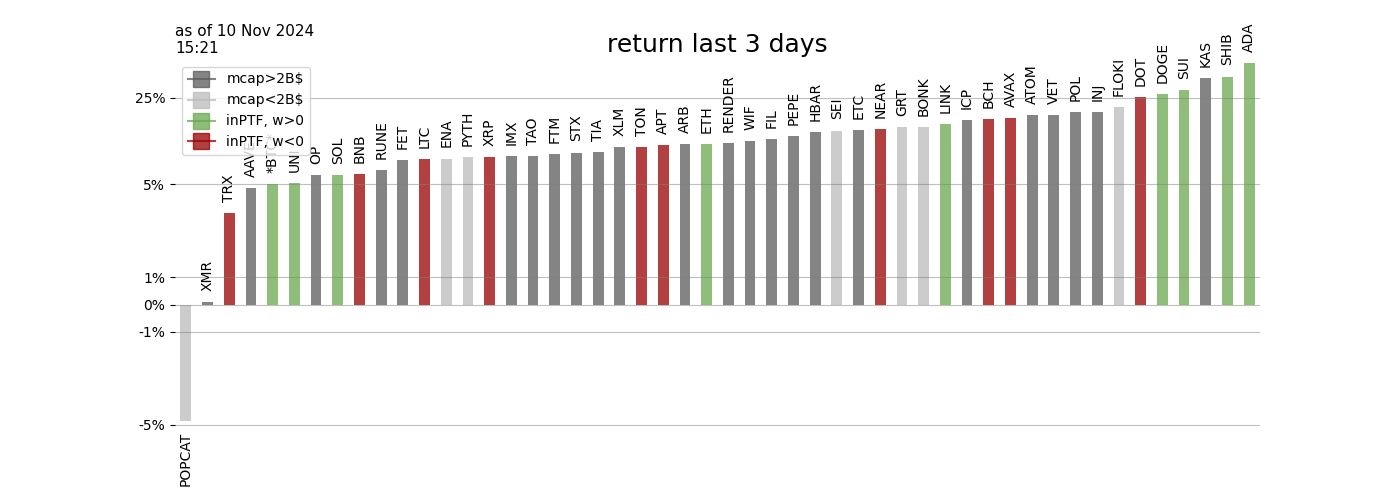 as of 10 Nov 2024
15:21
return last 3 days
mcap>2B$
mcap<2B$
inPTF, w>0
inPTF, w<0
25%
5%
1%
0%
-1%
-5%
POPCAT
XMR
TRX
AAVE
*BTC*
UNI
OP
SOL
BNB
RUNE
FET
LTC
ENA
PYTH
XRP
IMX
TAO
FTM
STX
TIA
XLM
TON
APT
ARB
ETH
RENDER
WIF
FIL
PEPE
HBAR
SEI
ETC
NEAR
GRT
BONK
LINK
ICP
BCH
AVAX
ATOM
VET
POL
INJ
FLOKI
DOT
DOGE
SUI
KAS
SHIB
ADA